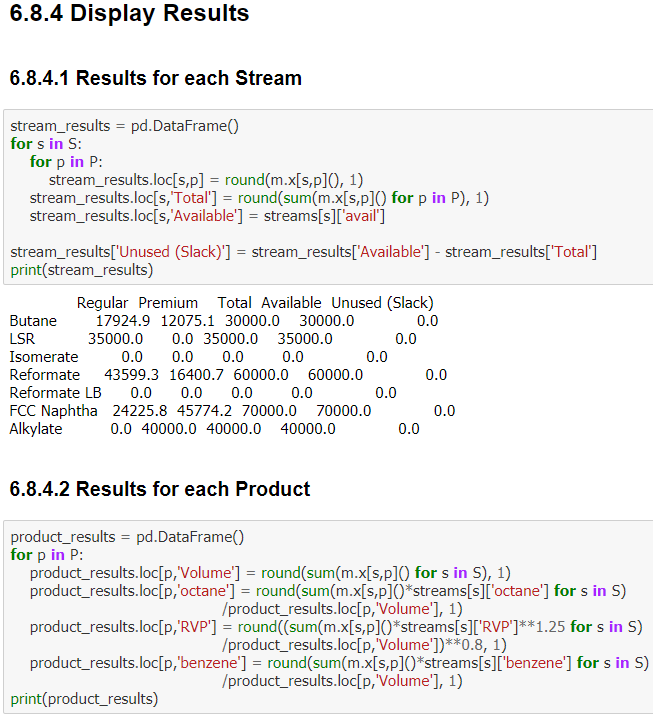 6.8.4 Display Results
6.8.4.1 Results for each Stream
stream_results = pd.DataFrame()
for s in S:
for p in P:
stream_results.loc[s,p] = round(m.x[s,p](), 1)
stream_results.loc[s,'Total'] = round(sum(m.x[s,p]() for p in P), 1)
stream_results.loc[s,'Available'] = streams[s]['avail']
stream_results['Unused (Slack)'] = stream_results['Available'] - stream_results['Total']
print(stream_results)
Regular Premium Total Available Unused (Slack)
Butane 17924.9 12075.1 30000.0 30000.0 0.0
LSR 35000.0 0.0 35000.0 35000.0 0.0
Isomerate 0.0 0.0 0.0 0.0 0.0
Reformate 43599.3 16400.7 60000.0 60000.0 0.0
Reformate LB 0.0 0.0 0.0 0.0 0.0
FCC Naphtha 24225.8 45774.2 70000.0 70000.0 0.0
Alkylate 0.0 40000.0 40000.0 40000.0 0.0
6.8.4.2 Results for each Product
product_results = pd.DataFrame()
for p in P:
product_results.loc[p,'Volume'] = round(sum(m.x[s,p]() for s in S), 1)
product_results.loc[p,'octane'] = round(sum(m.x[s,p]()*streams[s]['octane'] for s in S)
/product_results.loc[p,'Volume'], 1)
product_results.loc[p,'RVP'] = round((sum(m.x[s,p]()*streams[s]['RVP']**1.25 for s in S)
/product_results.loc[p,'Volume'])**0.8, 1)
product_results.loc[p,'benzene'] = round(sum(m.x[s,p]()*streams[s]['benzene'] for s in S)
/product_results.loc[p,'Volume'], 1)
print(product_results)